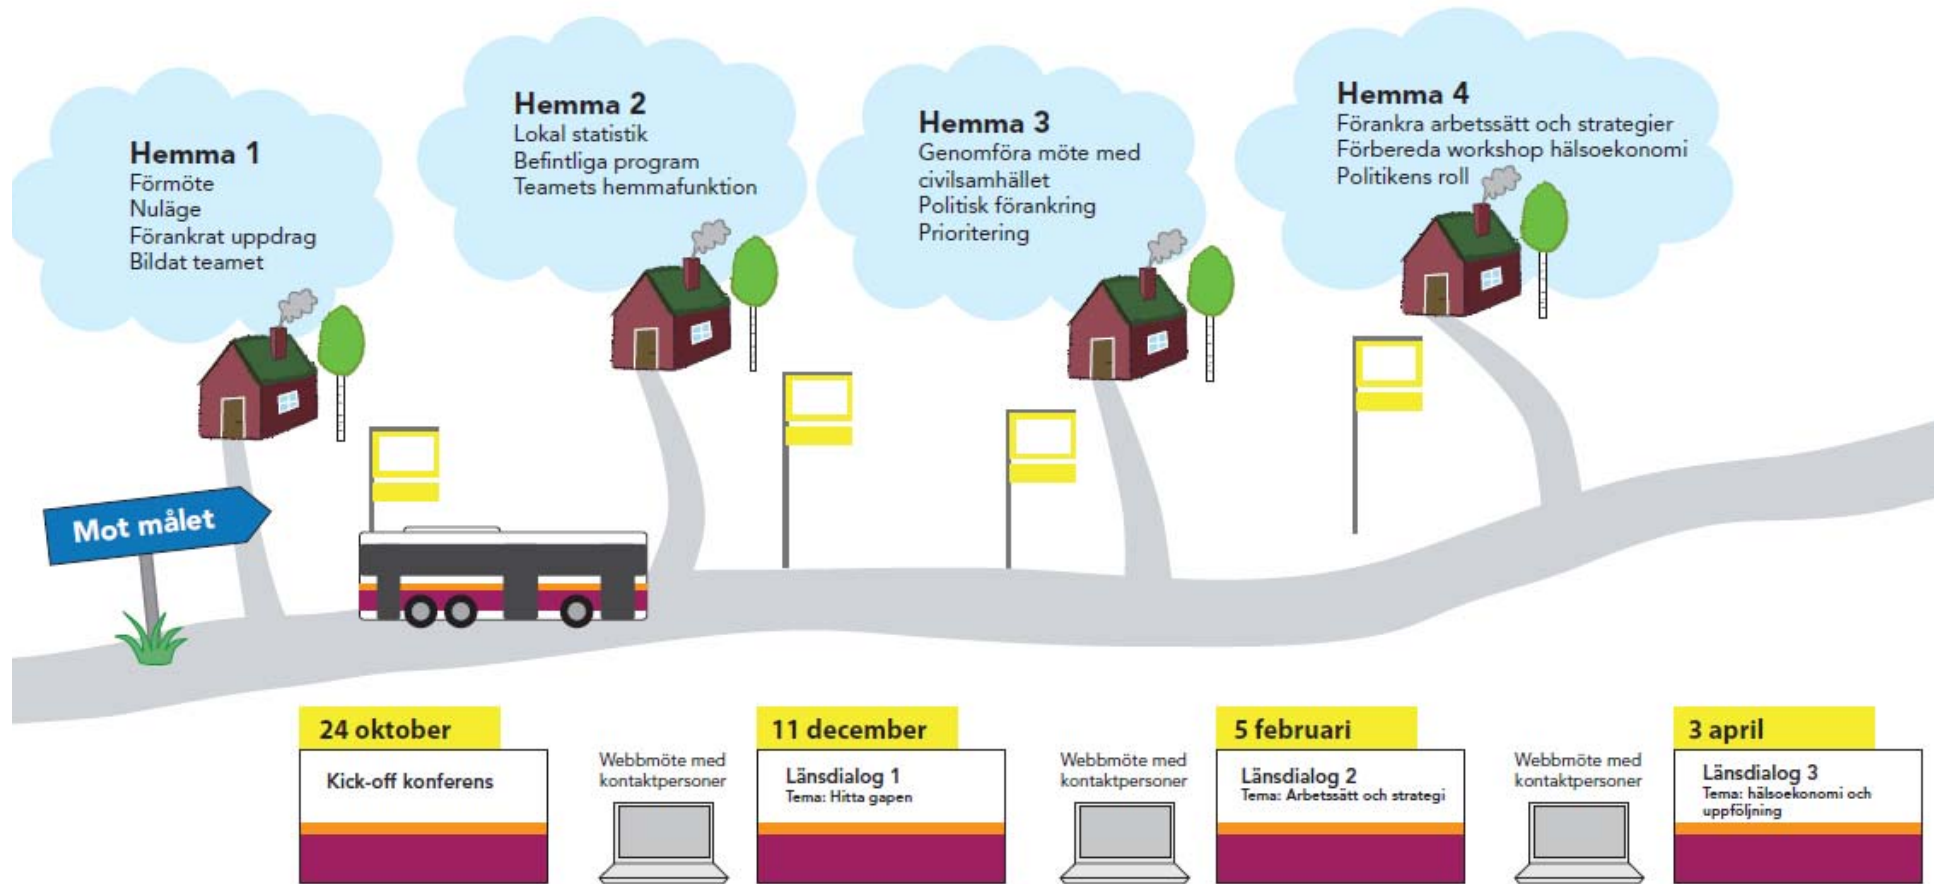 Hemma 1
Förmöte
Nuläge
Förankrat uppdrag
Bildat teamet
Hemma 2
Lokal statistik
Befintliga program
Teamets hemmafunktion
Hemma 3
Genomföra möte med
civilsamhället
Politisk förankring
Prioritering
Hemma 4
Förankra arbetssätt och strategier
Förbereda workshop hälsoekonomi
Politikens roll
Mot målet
24 oktober
Kick-off konferens
Webbmöte med
kontaktpersoner
11 december
Länsdialog 1
Tema: Hitta gapen
Webbmöte med
kontaktpersoner
5 februari
Länsdialog 2
Tema: Arbetssätt och strategi
Webbmöte med
kontaktpersoner
3 april
Länsdialog 3
Tema: hälsoekonomi och
uppföljning